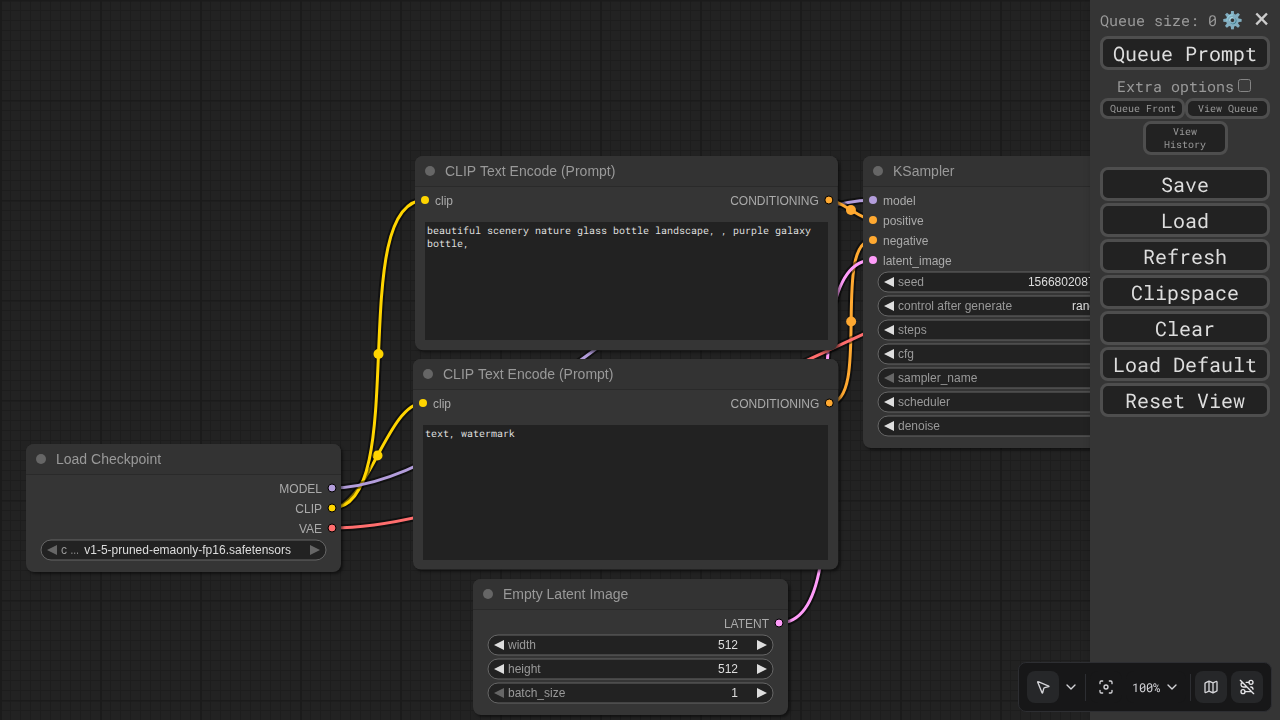 Queue size: 0
Queue Prompt
Extra options
Queue Front
View Queue
View
History
Save
Load
Refresh
Clipspace
Clear
Load Default
Reset View
CLIP Text Encode (Prompt)
clip
CONDITIONING
beautiful scenery nature glass bottle landscape, , purple galaxy
bottle,
KSampler
model
positive
negative
latent_image
seed
1566802087
control after generate
ran
steps
cfg
sampler_name
scheduler
denoise
CLIP Text Encode (Prompt)
clip
CONDITIONING
text, watermark
Load Checkpoint
MODEL
CLIP
VAE
c ... v1-5-pruned-emaonly-fp16.safetensors
Empty Latent Image
LATENT
width 512
height 512
batch_size 1
100%